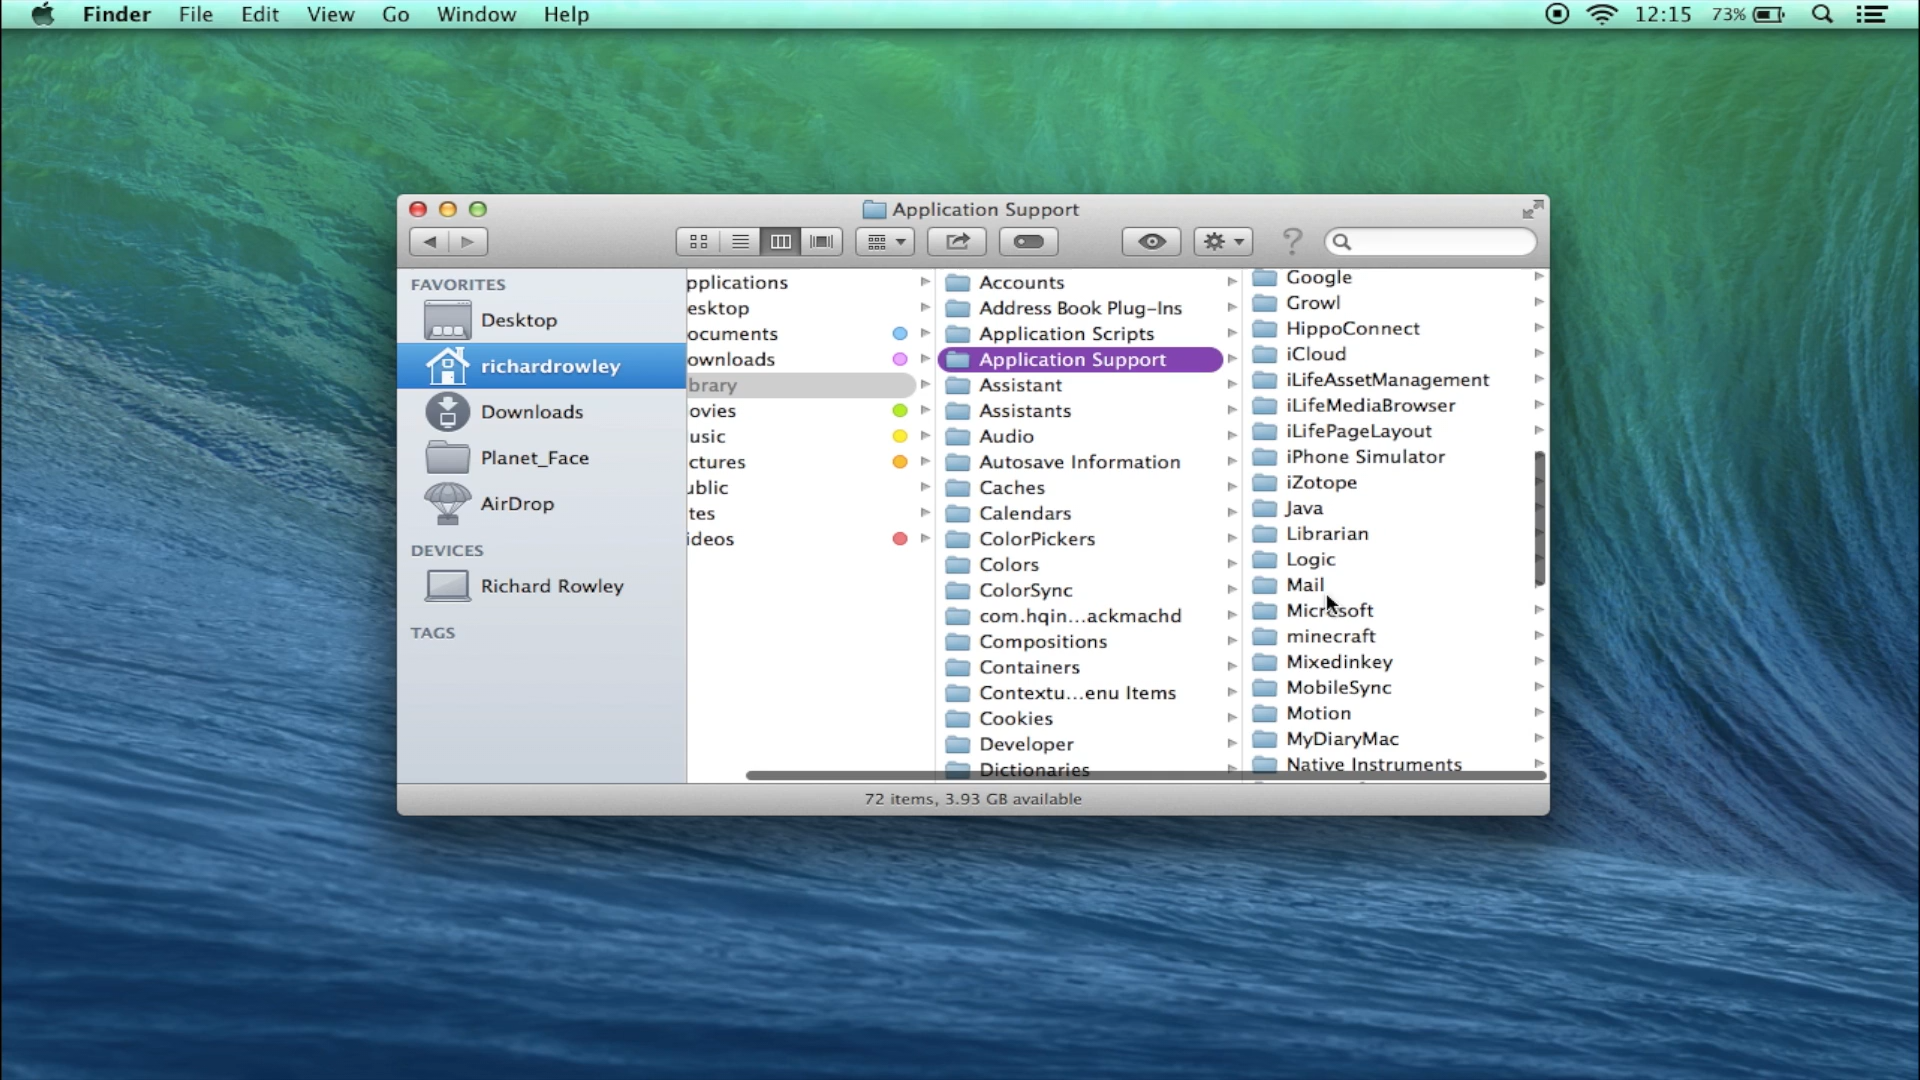 Finder File Edit View Go Window Help 12:15 73%
Application Support
FAVORITES
Desktop
richardrowley
Downloads
Planet_Face
AirDrop
DEVICES
Richard Rowley
TAGS
pplications
esktop
ocuments
ownloads
brary
ovies
usic
ctures
ublic
tes
ideos
Accounts
Address Book Plug-Ins
Application Scripts
Application Support
Assistant
Assistants
Audio
Autosave Information
Caches
Calendars
ColorPickers
Colors
ColorSync
com.hqin...ackmachd
Compositions
Containers
Contextu...enu Items
Cookies
Developer
Dictionaries
Google
Growl
HippoConnect
iCloud
iLifeAssetManagement
iLifeMediaBrowser
iLifePageLayout
iPhone Simulator
iZotope
Java
Librarian
Logic
Mail
Microsoft
minecraft
Mixedinkey
MobileSync
Motion
MyDiaryMac
Native Instruments
72 items, 3.93 GB available